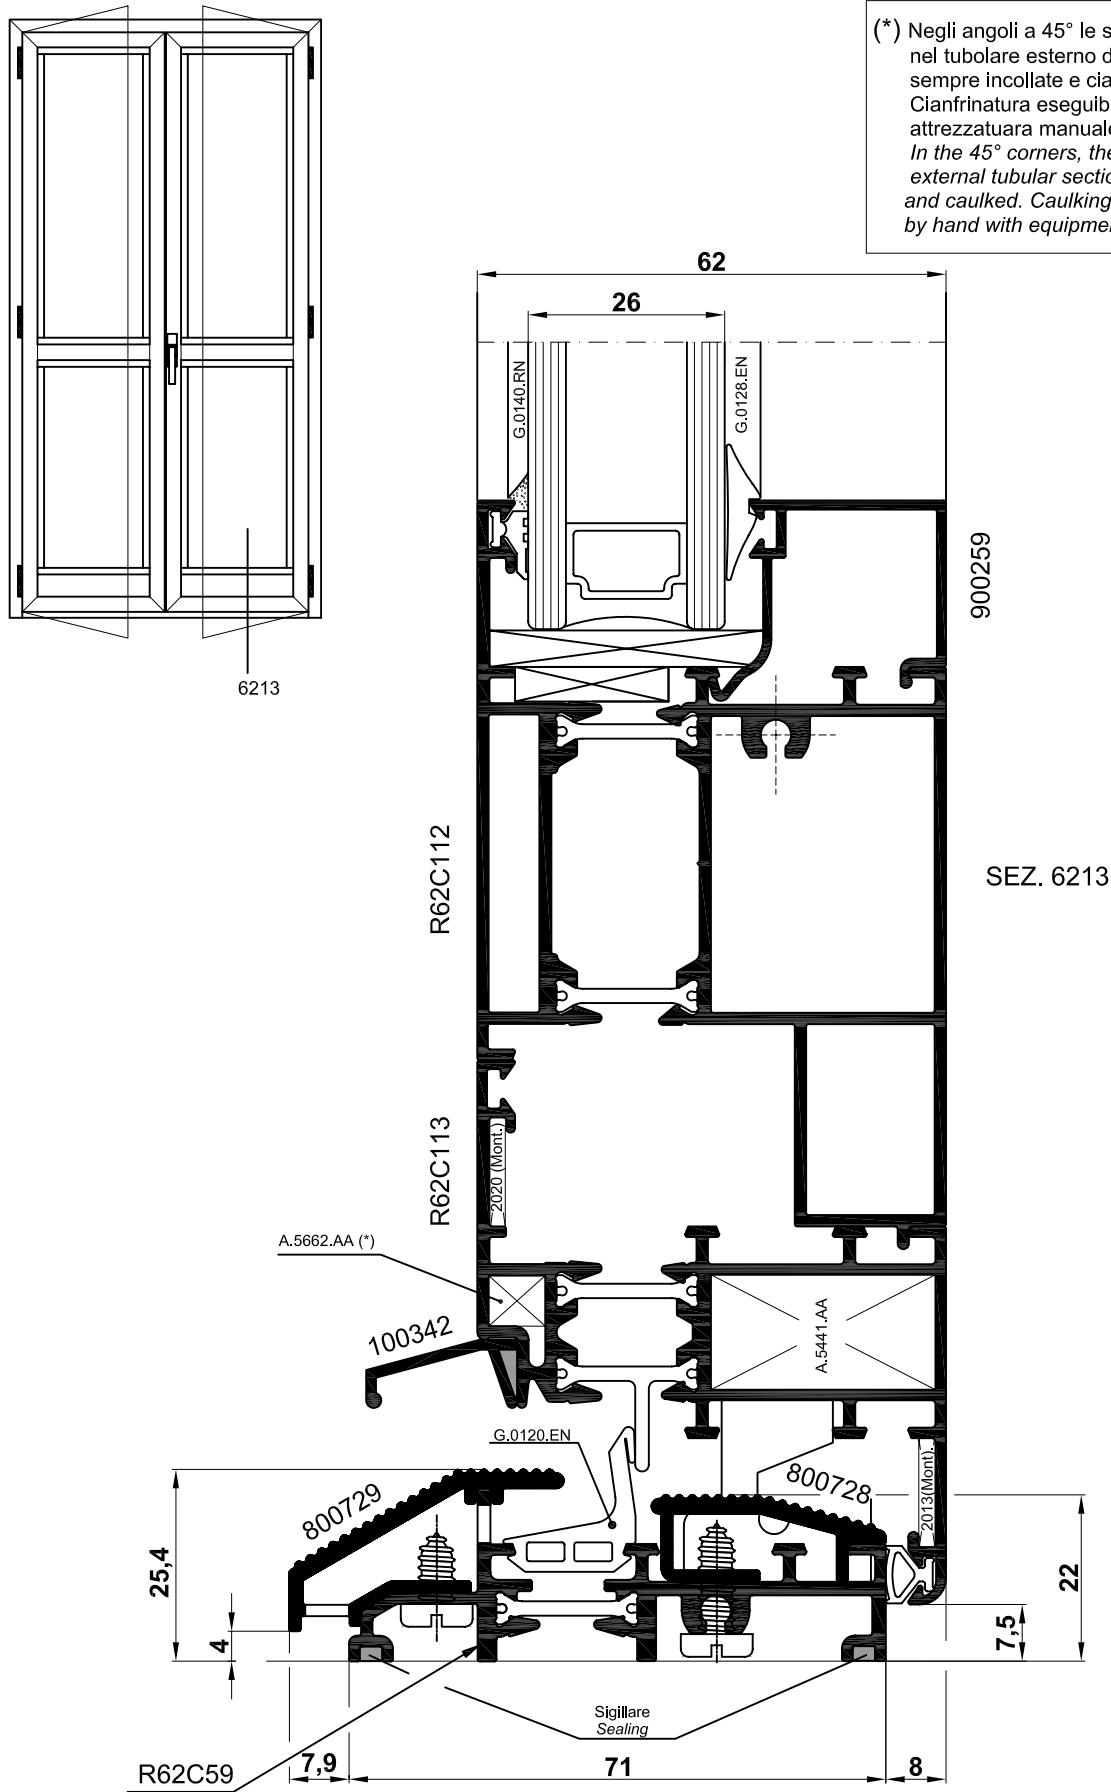 (*) Negli angoli a 45° le s
nel tubolare esterno d
sempre incollate e cia
Cianfrinatura eseguib
attrezzatuara manuale
In the 45° corners, the
external tubular sectio
and caulked. Caulking
by hand with equipme
62
26
G.0140.RN
G.0128.EN
900259
6213
R62C112
SEZ. 6213
R62C113
2020 (Mont.)
A.5662.AA (*)
100342
A.5441.AA
G.0120.EN
800729
800728
2013(Mont).
25,4
4
22
7,5
Sigillare
Sealing
R62C59
7,9
71
8